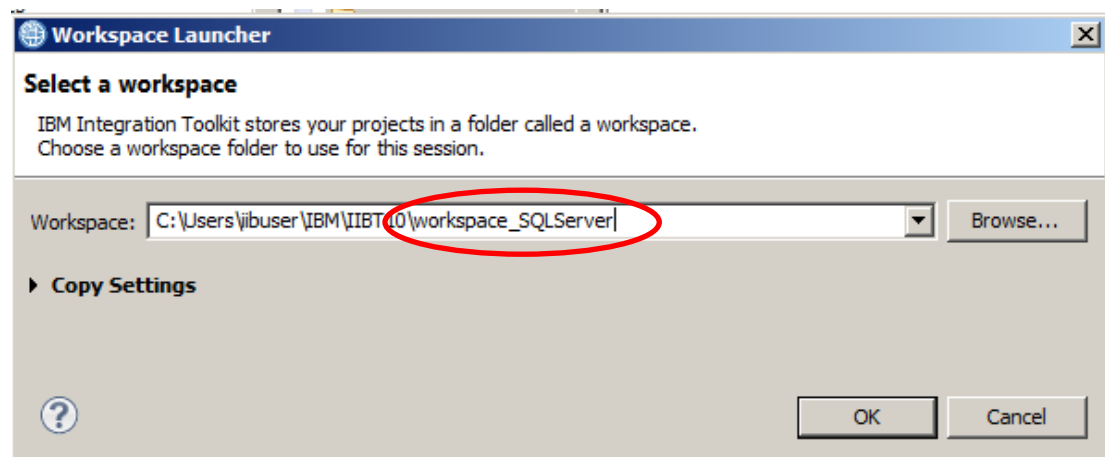 Workspace Launcher
Select a workspace
IBM Integration Toolkit stores your projects in a folder called a workspace.
Choose a workspace folder to use for this session.
Workspace: C:\Users\iibuser\IBM\IIBT10\workspace_SQLServer Browse...
Copy Settings
OK Cancel